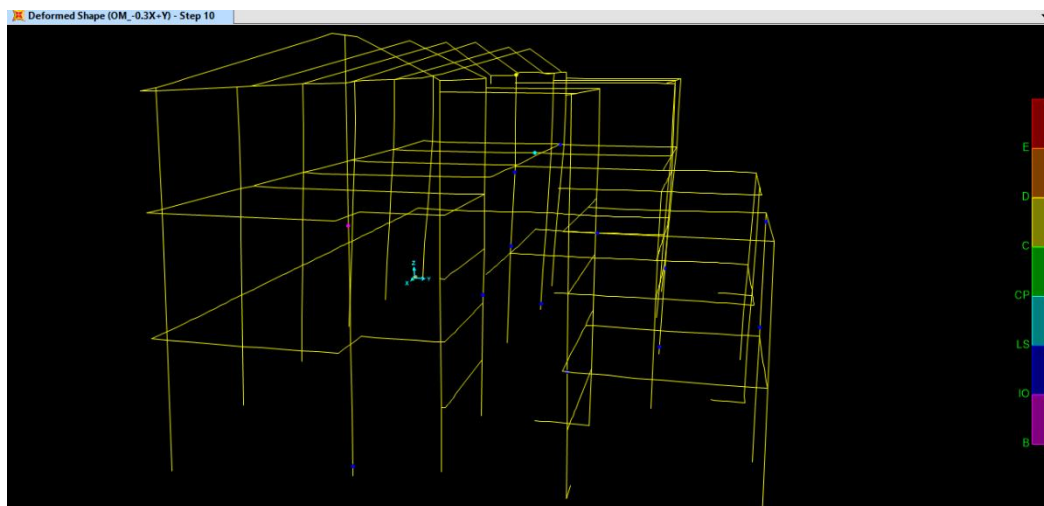 Deformed Shape (OM_-0.3X+Y) - Step 10
E
D
C
CP
LS
IO
B
Z
X
Y